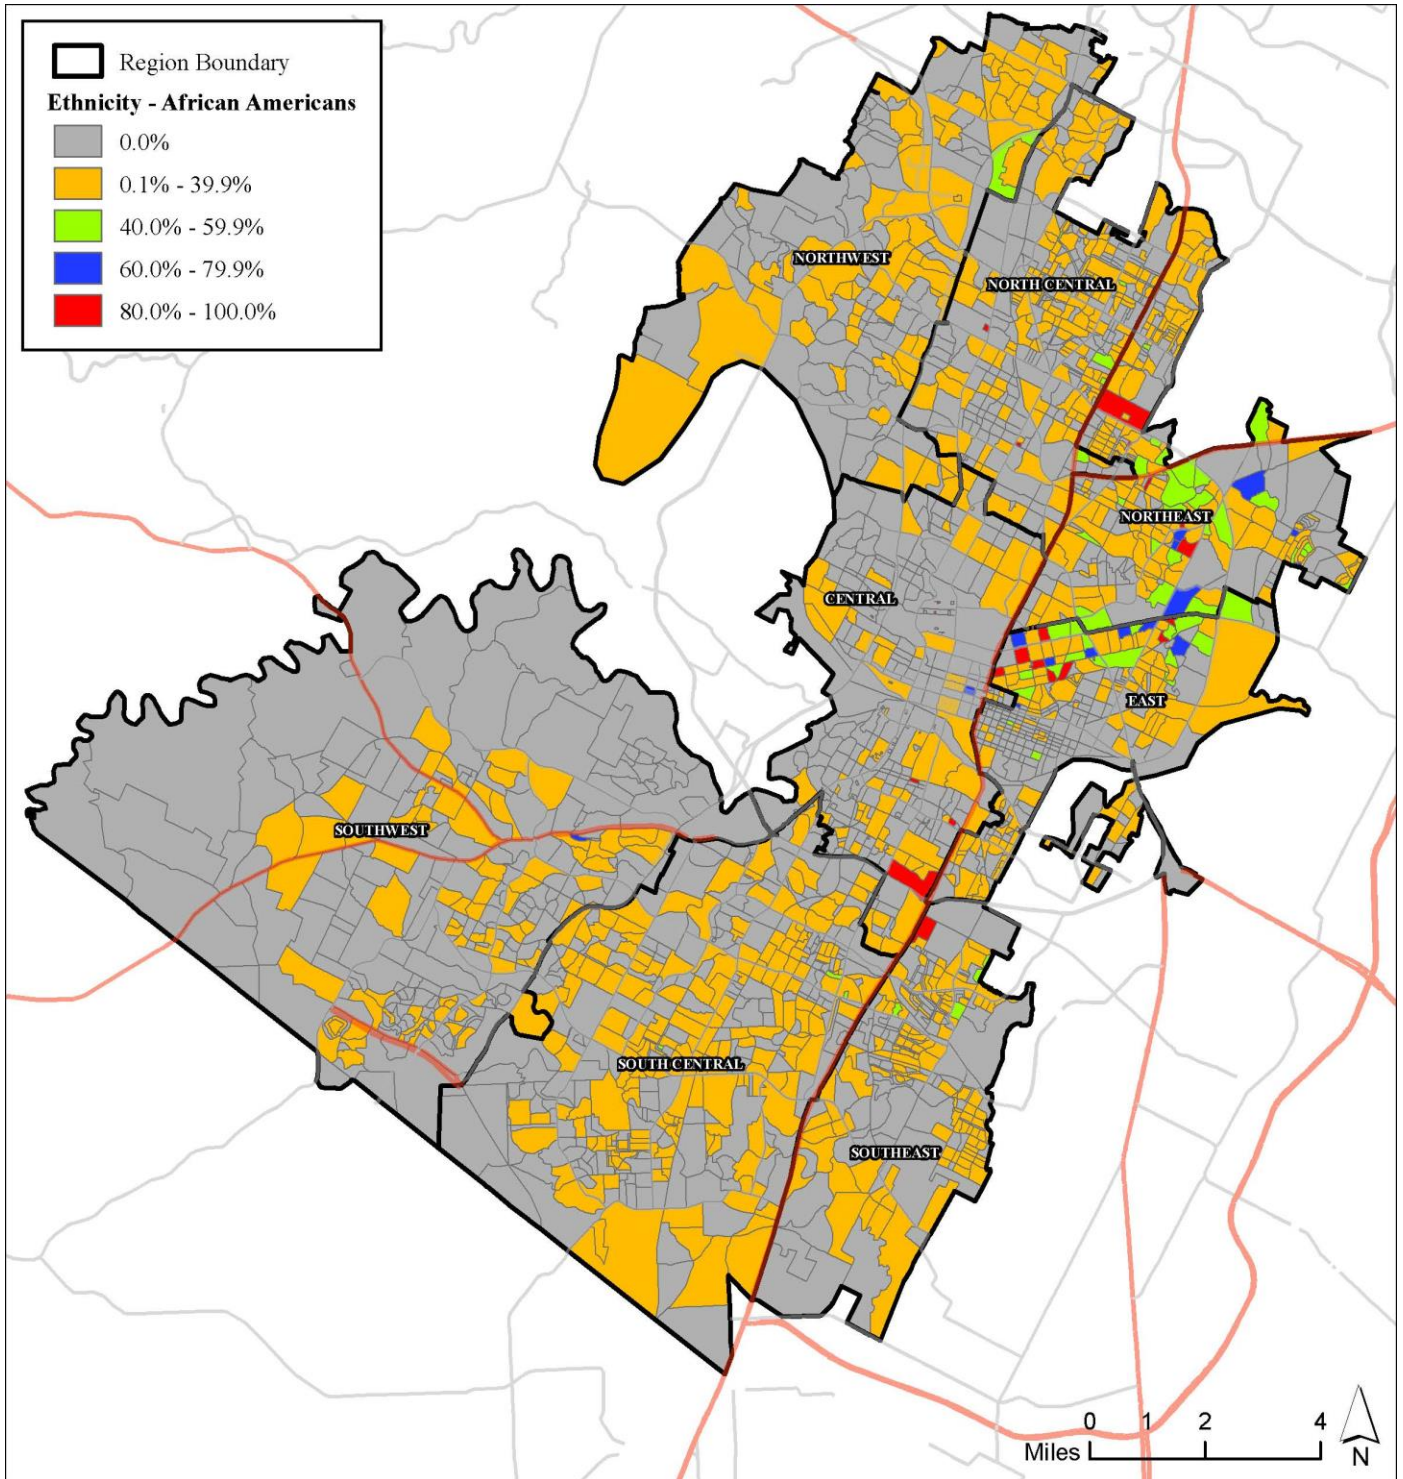 Region Boundary
Ethnicity - African Americans
0.0%
0.1% - 39.9%
40.0% - 59.9%
60.0% - 79.9%
80.0% - 100.0%
NORTHWEST
NORTH CENTRAL
NORTHEAST
CENTRAL
EAST
SOUTHWEST
SOUTH CENTRAL
SOUTHEAST
0 1 2 4
Miles
N